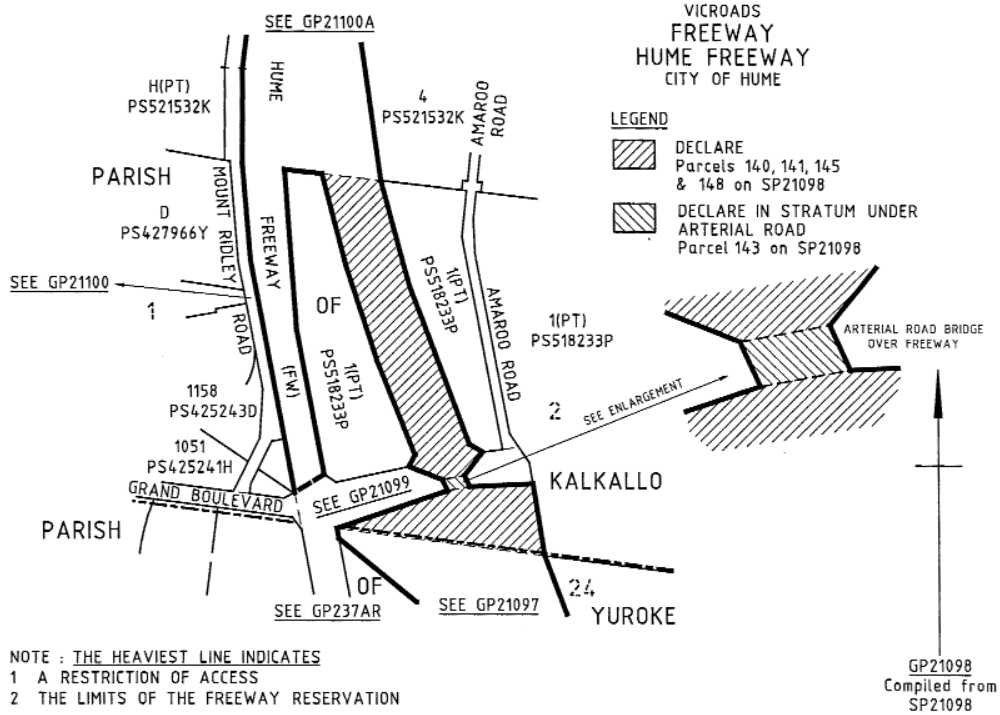 SEE GP21100A
VICROADS
FREEWAY
HUME FREEWAY
CITY OF HUME
HUME
H(PT)
PS521532K
4
PS521532K
AMAROO
ROAD
LEGEND
DECLARE
Parcels 140, 141, 145
& 148 on SP21098
DECLARE IN STRATUM UNDER
ARTERIAL ROAD
Parcel 143 on SP21098
PARISH
D
PS427966Y
MOUNT RIDLEY
ROAD
FREEWAY
(FW)
SEE GP21100
1
OF
1(PT)
PS518233P
1(PT)
PS518233P
AMAROO ROAD
1(PT)
PS518233P
ARTERIAL ROAD BRIDGE
OVER FREEWAY
1158
PS425243D
2
SEE ENLARGEMENT
1051
PS425241H
GRAND BOULEVARD
SEE GP21099
KALKALLO
PARISH
OF
24
SEE GP237AR
SEE GP21097
YUROKE
NOTE : THE HEAVIEST LINE INDICATES
1 A RESTRICTION OF ACCESS
2 THE LIMITS OF THE FREEWAY RESERVATION
GP21098
Compiled from
SP21098